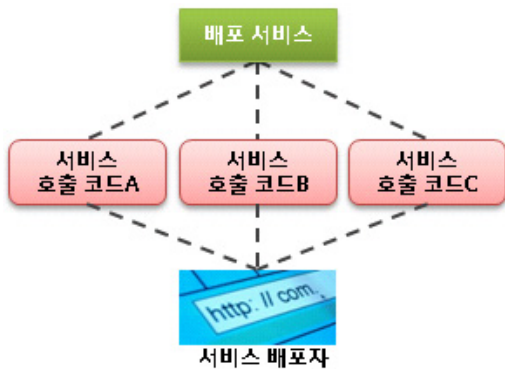 배포 서비스
서비스
호출 코드A
서비스
호출 코드B
서비스
호출 코드C
http: // com.
서비스 배포자